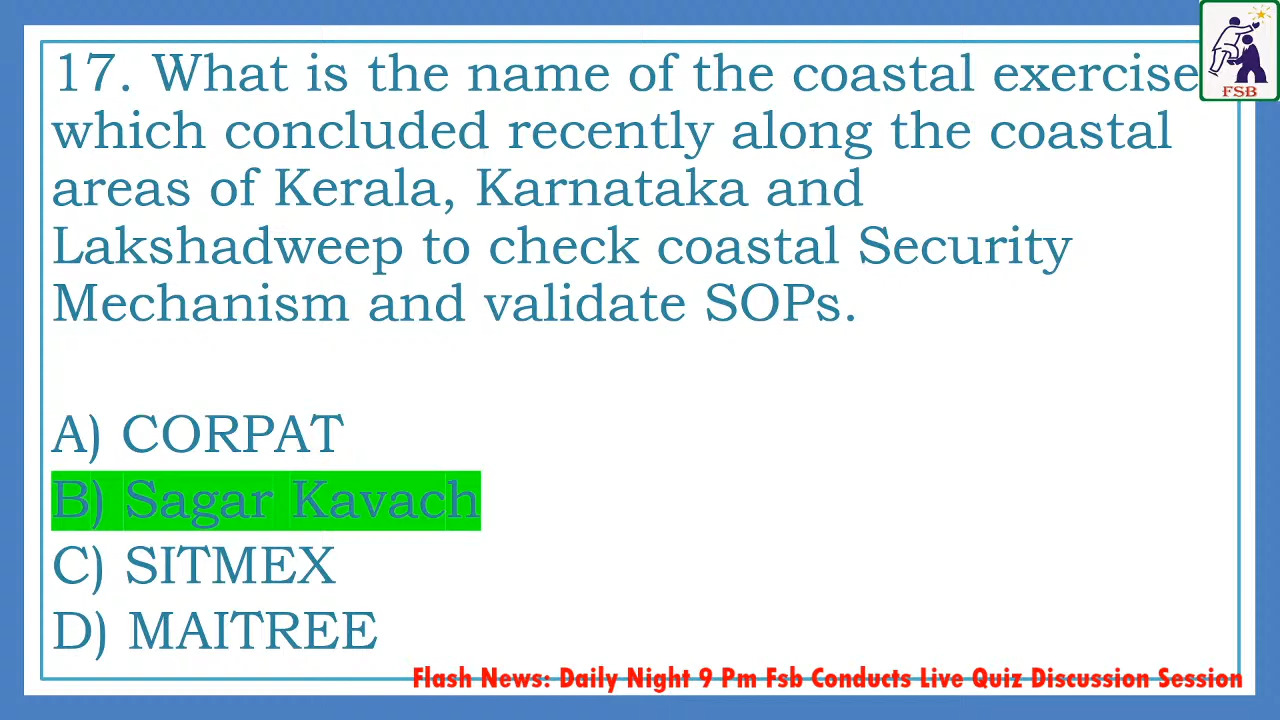 17. What is the name of the coastal exercise
which concluded recently along the coastal
areas of Kerala, Karnataka and
Lakshadweep to check coastal Security
Mechanism and validate SOPs.
A) CORPAT
B) Sagar Kavach
C) SITMEX
D) MAITREE
Flash News: Daily Night 9 Pm Fsb Conducts Live Quiz Discussion Session
FSB